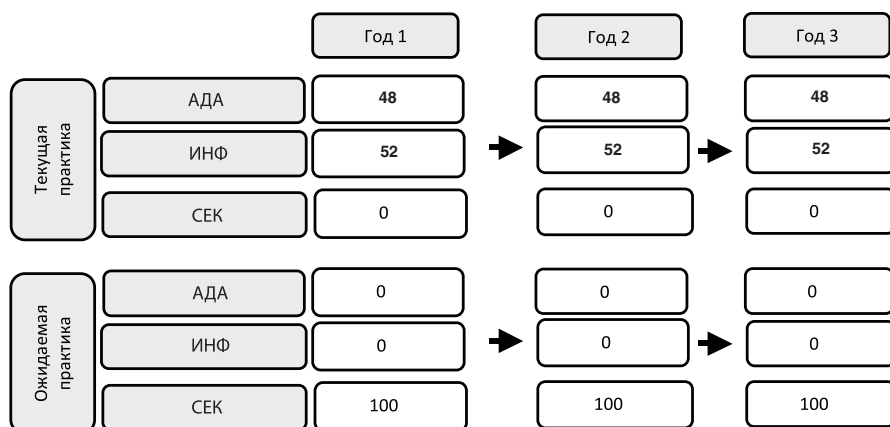 Год 1 Год 2 Год 3
Текущая
практика
АДА 48 48 48
ИНФ 52 52 52
СЕК 0 0 0
Ожидаемая
практика
АДА 0 0 0
ИНФ 0 0 0
СЕК 100 100 100